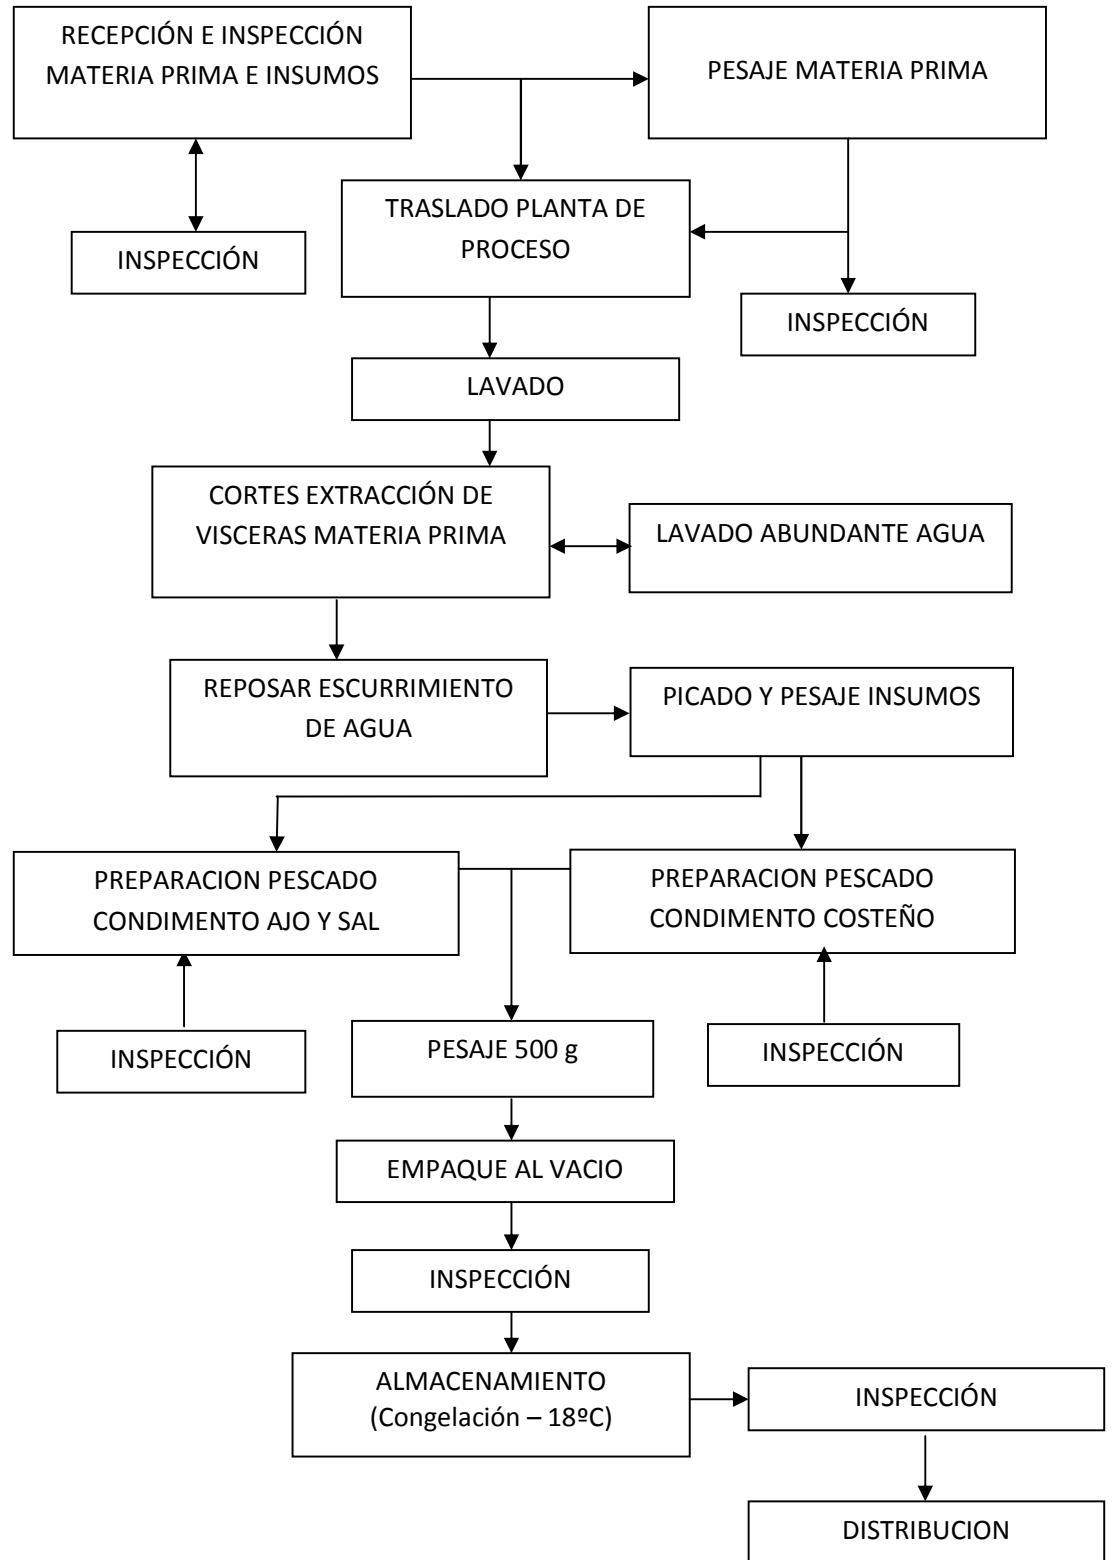 RECEPCIÓN E INSPECCIÓN
MATERIA PRIMA E INSUMOS
PESAJE MATERIA PRIMA
TRASLADO PLANTA DE
PROCESO
INSPECCIÓN
INSPECCIÓN
LAVADO
CORTES EXTRACCIÓN DE
VISCERAS MATERIA PRIMA
LAVADO ABUNDANTE AGUA
REPOSAR ESCURRIMIENTO
DE AGUA
PICADO Y PESAJE INSUMOS
PREPARACION PESCADO
CONDIMENTO AJO Y SAL
PREPARACION PESCADO
CONDIMENTO COSTEÑO
INSPECCIÓN
PESAJE 500 g
INSPECCIÓN
EMPAQUE AL VACIO
INSPECCIÓN
ALMACENAMIENTO
(Congelación – 18ºC)
INSPECCIÓN
DISTRIBUCION